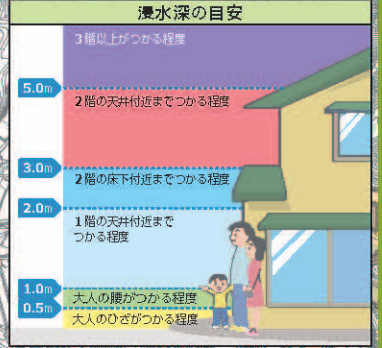 浸水深の目安
3階以上がつかる程度
5.0m
2階の天井付近までつかる程度
3.0m
2階の床下付近までつかる程度
2.0m
1階の天井付近まで
つかる程度
1.0m
大人の腰がつかる程度
0.5m
大人のひざがつかる程度